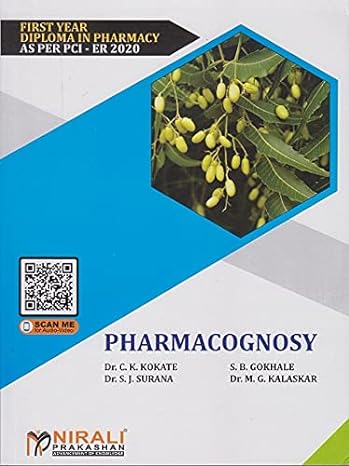 FIRST YEAR
DIPLOMA IN PHARMACY
AS PER PCI - ER 2020
SCAN ME
for Audio-Video
PHARMACOGNOSY
Dr. C. K. KOKATE S. B. GOKHALE
Dr. S. J. SURANA Dr. M. G. KALASKAR
NIRALI
PRAKASHAN
ADVANCEMENT OF KNOWLEDGE